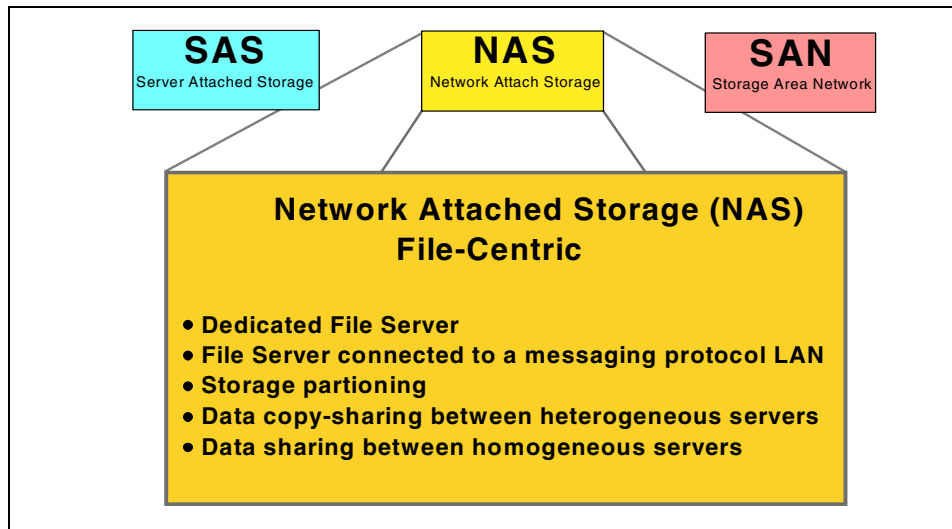 SAS
Server Attached Storage
NAS
Network Attach Storage
SAN
Storage Area Network
Network Attached Storage (NAS)
File-Centric
• Dedicated File Server
• File Server connected to a messaging protocol LAN
• Storage partioning
• Data copy-sharing between heterogeneous servers
• Data sharing between homogeneous servers